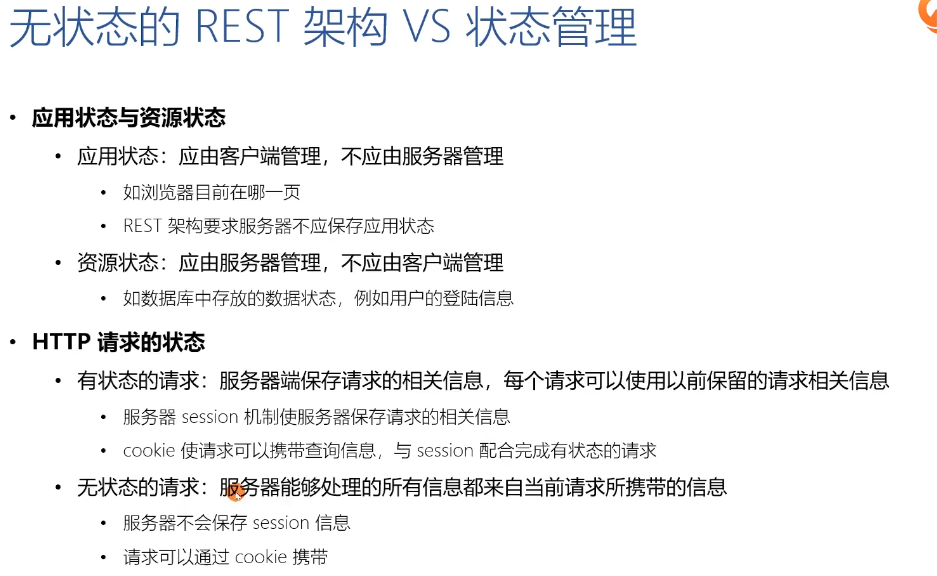 无状态的 REST 架构 VS 状态管理
• 应用状态与资源状态
• 应用状态：应由客户端管理，不应由服务器管理
• 如浏览器目前在哪一页
• REST 架构要求服务器不应保存应用状态
• 资源状态：应由服务器管理，不应由客户端管理
• 如数据库中存放的数据状态，例如用户的登陆信息
• HTTP 请求的状态
• 有状态的请求：服务器端保存请求的相关信息，每个请求可以使用以前保留的请求相关信息
• 服务器 session 机制使服务器保存请求的相关信息
• cookie 使请求可以携带查询信息，与 session 配合完成有状态的请求
• 无状态的请求：服务器能够处理的所有信息都来自当前请求所携带的信息
• 服务器不会保存 session 信息
• 请求可以通过 cookie 携带